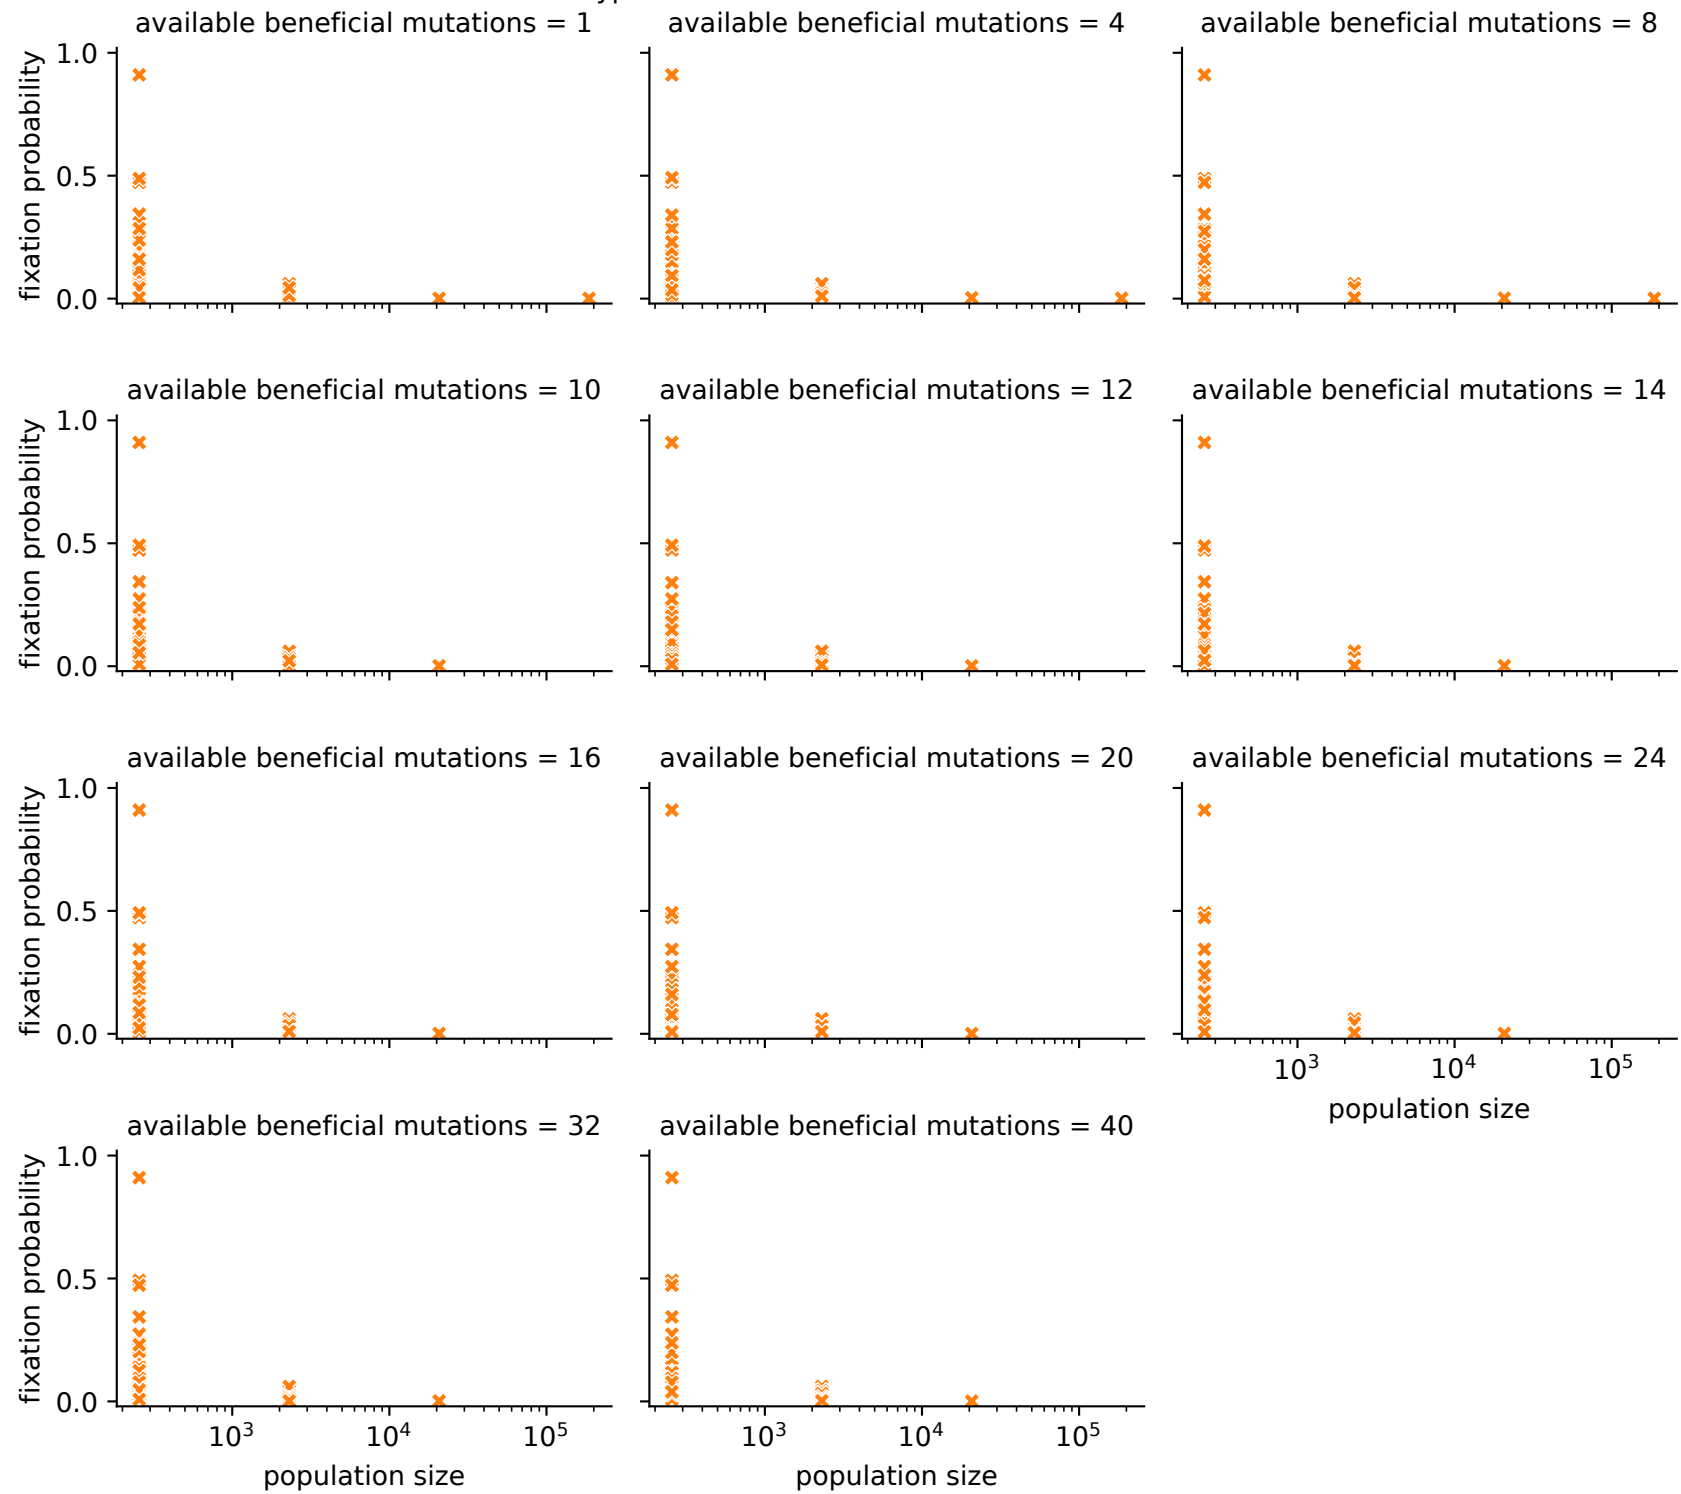 available beneficial mutations = 1
available beneficial mutations = 4
available beneficial mutations = 8
fixation probability
1.0
0.5
0.0
available beneficial mutations = 10
available beneficial mutations = 12
available beneficial mutations = 14
fixation probability
1.0
0.5
0.0
available beneficial mutations = 16
available beneficial mutations = 20
available beneficial mutations = 24
fixation probability
1.0
0.5
0.0
10³ 10⁴ 10⁵
population size
available beneficial mutations = 32
available beneficial mutations = 40
fixation probability
1.0
0.5
0.0
10³ 10⁴ 10⁵
10³ 10⁴ 10⁵
population size
population size